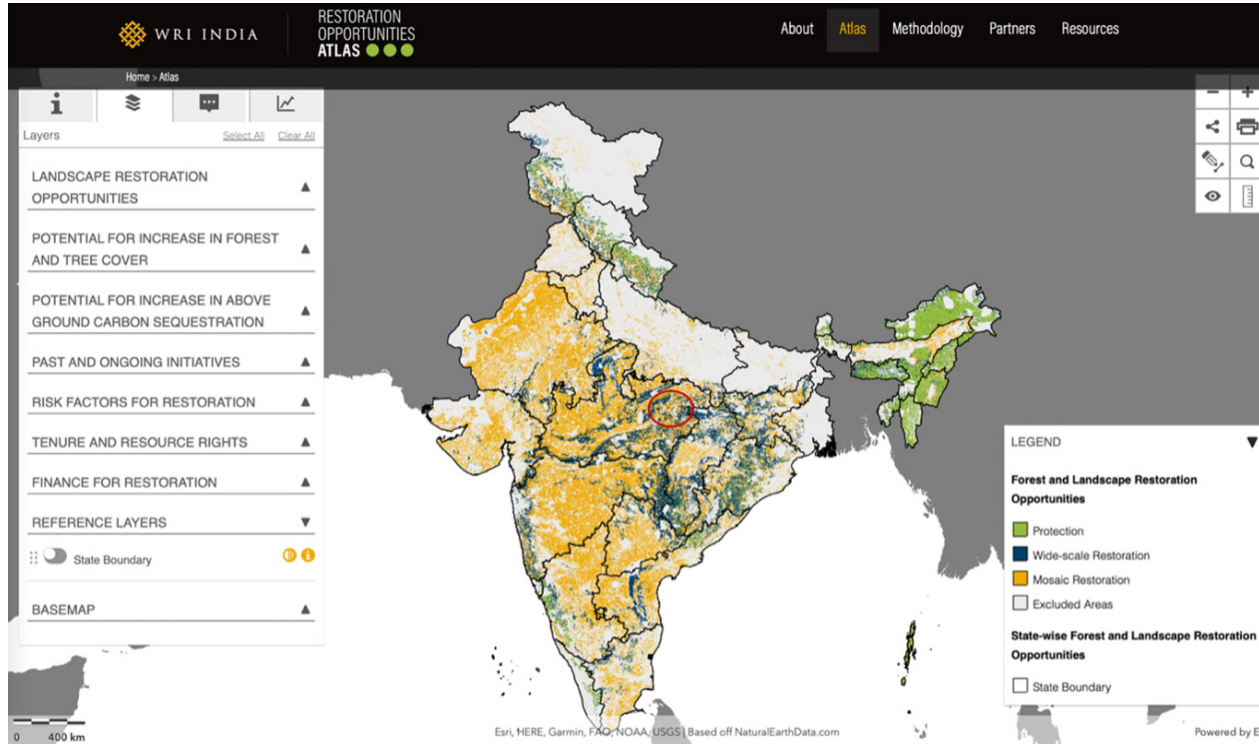 WRI INDIA
RESTORATION
OPPORTUNITIES
ATLAS
About Atlas Methodology Partners Resources
Home > Atlas
Layers Select All Clear All
LANDSCAPE RESTORATION
OPPORTUNITIES
POTENTIAL FOR INCREASE IN FOREST
AND TREE COVER
POTENTIAL FOR INCREASE IN ABOVE
GROUND CARBON SEQUESTRATION
PAST AND ONGOING INITIATIVES
RISK FACTORS FOR RESTORATION
TENURE AND RESOURCE RIGHTS
FINANCE FOR RESTORATION
REFERENCE LAYERS
State Boundary
BASEMAP
LEGEND
Forest and Landscape Restoration
Opportunities
Protection
Wide-scale Restoration
Mosaic Restoration
Excluded Areas
State-wise Forest and Landscape Restoration
Opportunities
State Boundary
0 400 km
Esri, HERE, Garmin, FAO, NOAA, USGS | Based off NaturalEarthData.com
Powered by